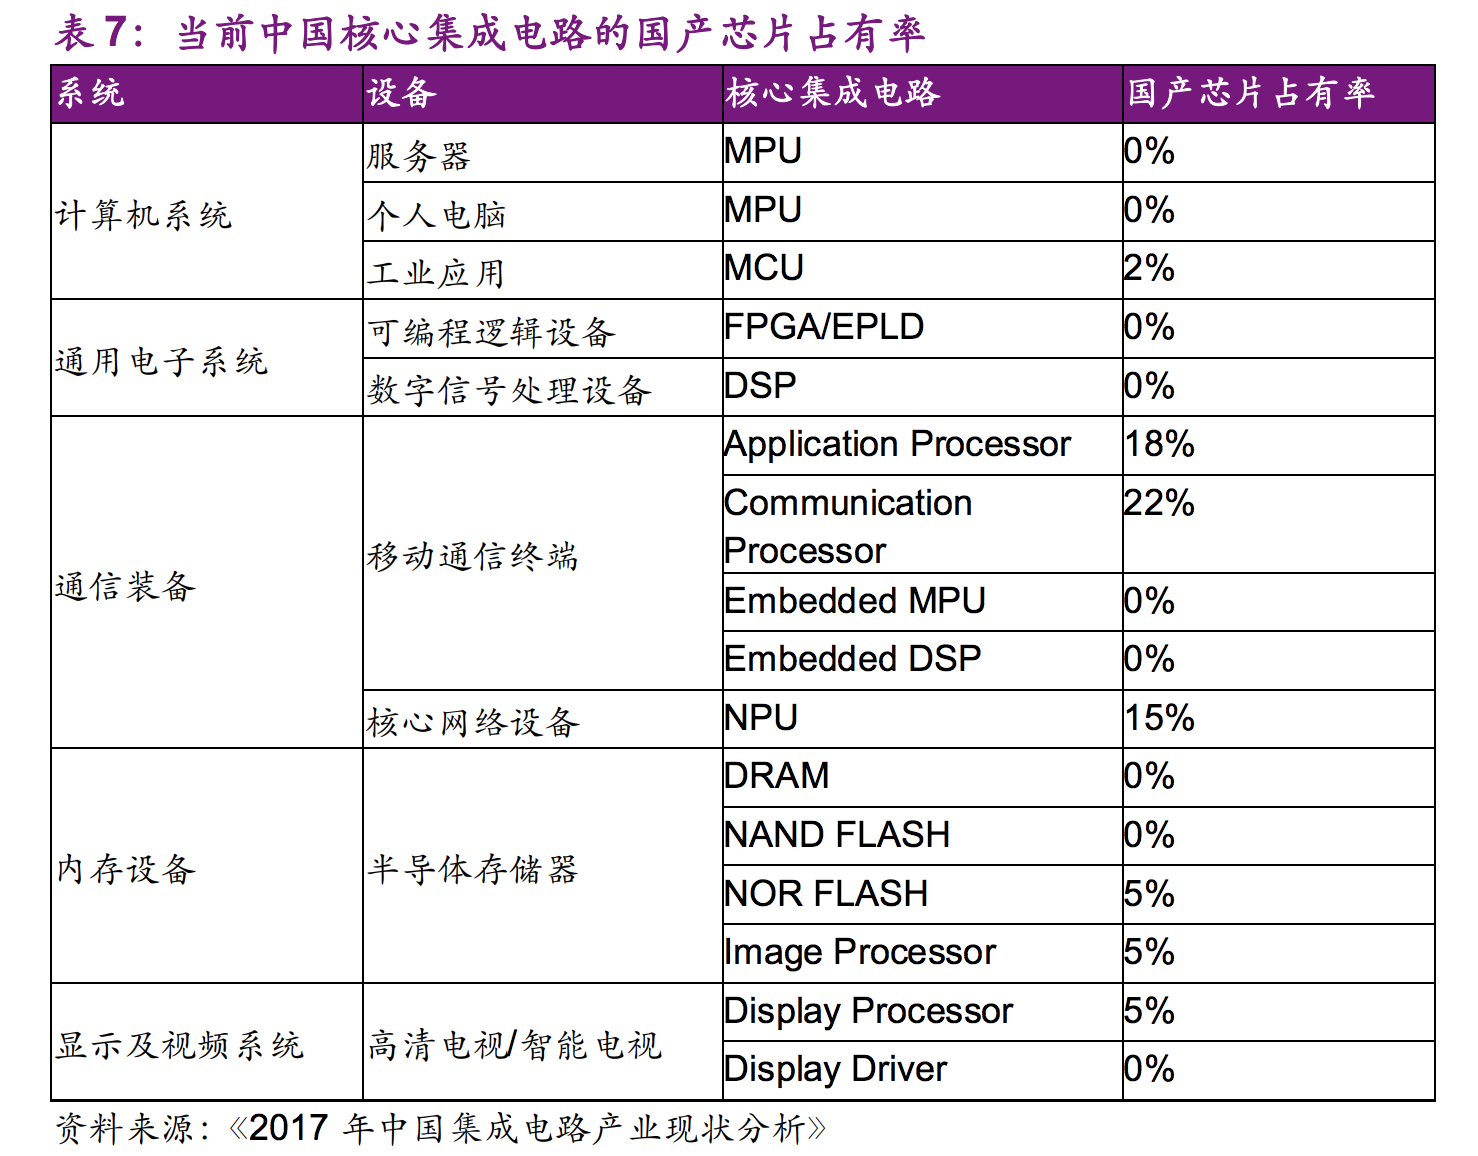 表 7：当前中国核心集成电路的国产芯片占有率
系统 设备 核心集成电路 国产芯片占有率
计算机系统 服务器 MPU 0%
个人电脑 MPU 0%
工业应用 MCU 2%
通用电子系统 可编程逻辑设备 FPGA/EPLD 0%
数字信号处理设备 DSP 0%
通信装备 移动通信终端 Application Processor 18%
Communication 22%
Processor
Embedded MPU 0%
Embedded DSP 0%
核心网络设备 NPU 15%
内存设备 半导体存储器 DRAM 0%
NAND FLASH 0%
NOR FLASH 5%
Image Processor 5%
显示及视频系统 高清电视/智能电视 Display Processor 5%
Display Driver 0%
资料来源：《2017 年中国集成电路产业现状分析》